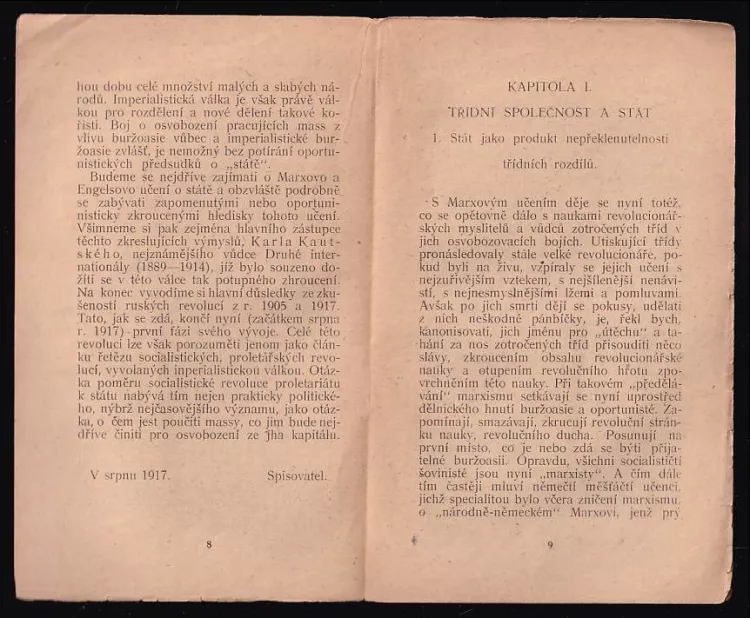 hou dobu celé množství malých a slabých ná-
rodů. Imperialistická válka je však právě vál-
kou pro rozdělení a nové dělení takové ko-
řisti. Boj o osvobození pracujících mass z
vlivu buržoasie vůbec a imperialistické bur-
žoasie zvlášť, je nemožný bez potírání oportu-
nistických předsudků o „státě“.
Budeme se nejdříve zajímati o Marxovo a
Engelsovo učení o státě a obzvláště podrobně
se zabývati zapomenutými nebo oportuni-
nisticky zkroucenými hledisky tohoto učení.
Všimneme si pak zejména hlavního zástupce
těchto zkreslujících výmyslů, Karla Kaut-
ského, nejznámějšího vůdce Druhé inter-
nationály (1889—1914), jíž bylo souzeno do-
žíti se v této válce tak potupného zhroucení.
Na konec vyvodíme si hlavní důsledky ze zku-
šeností ruských revolucí z r. 1905 a 1917.
Tato, jak se zdá, končí nyní (začátkem srpna
r. 1917) první fázi svého vývoje. Celé této
revoluci lze však porozuměti jenom jako člán-
ku řetězu socialistických, proletářských revo-
lucí, vyvolaných inperialistickou válkou. Otáz-
ka poměru socialistické revoluce proletariátu
k státu nabývá tím nejen prakticky politické-
ho, nýbrž nejčasovějšího významu, jako otáz-
ka, o čem jest poučiti massy, co jim bude nej-
dříve činiti pro osvobození ze jha kapitálu.
V srpnu 1917. Spisovatel.
8
KAPITOLA I.
TŘÍDNÍ SPOLEČNOST A STÁT
1. Stát jako produkt nepřeklenutelnosti
třídních rozdílů.
S Marxovým učením děje se nyní totéž,
co se opětovně dálo s naukami revolucionář-
ských myslitelů a vůdců zotročených tříd v
jich osvobozovacích bojích. Utiskující třídy
pronásledovaly stále velké revolucionáře, po-
kud byli na živu, vzpíraly se jejich učení s
nejzuřivějším vztekem, s nejšílenější nenávi-
stí, s nejnesmyslnějšími lžemi a pomluvami.
Avšak po jich smrti dějí se pokusy, udělati
z nich neškodné pánbíčky, je, řekl bych,
kanonisovati, jich jménu pro „útěchu“ a ta-
hání za nos zotročených tříd přisouditi něco
slávy, zkroucením obsahu revolucionářské
nauky a otupením revolučního hrotu zpo-
vrhněním této nauky. Při takovém „předělá-
vání“ marxismu setkávají se nyní uprostřed
dělnického hnutí buržoasie a oportunisté. Za-
pomínají, smazávají, zkrucují revoluční strán-
ku nauky, revolučního ducha. Posunují na
první místo, co je nebo zdá se býti přija-
telné buržoasii. Opravdu, všichni socialističtí
šovinisté jsou nyní „marxisty“. A čím dále
tím častěji mluví němečtí měšťáčtí učenci,
jichž specialitou bylo včera zničení marxismu,
o „národně-německém“ Marxovi, jenž prý
9